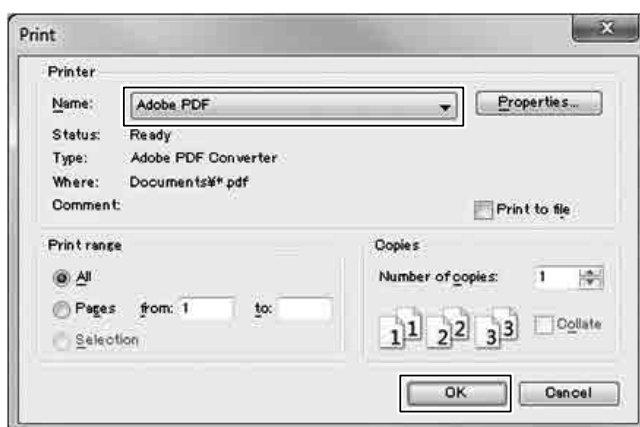 Print
X
Printer
Name: Adobe PDF Properties...
Status: Ready
Type: Adobe PDF Converter
Where: Documents¥*.pdf
Comment:
Print to file
Print range
All
Pages from: 1 to:
Selection
Copies
Number of copies: 1
1 1 2 2 3 3 Collate
OK Cancel